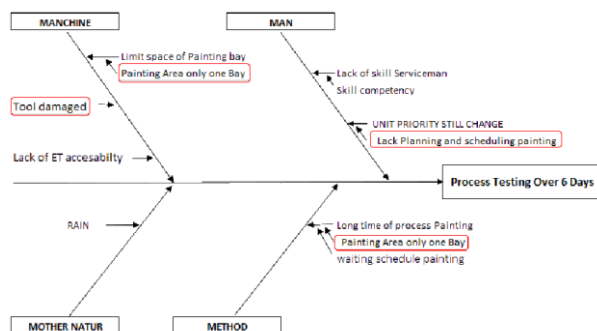 MANCHINE
MAN
Limit space of Painting bay
Painting Area only one Bay
Lack of skill Serviceman
Skill competency
Tool damaged
UNIT PRIORITY STILL CHANGE
Lack Planning and scheduling painting
Lack of ET accesabilty
Process Testing Over 6 Days
RAIN
Long time of process Painting
Painting Area only one Bay
waiting schedule painting
MOTHER NATUR
METHOD